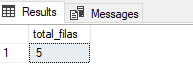 Results Messages
total_filas
1 5